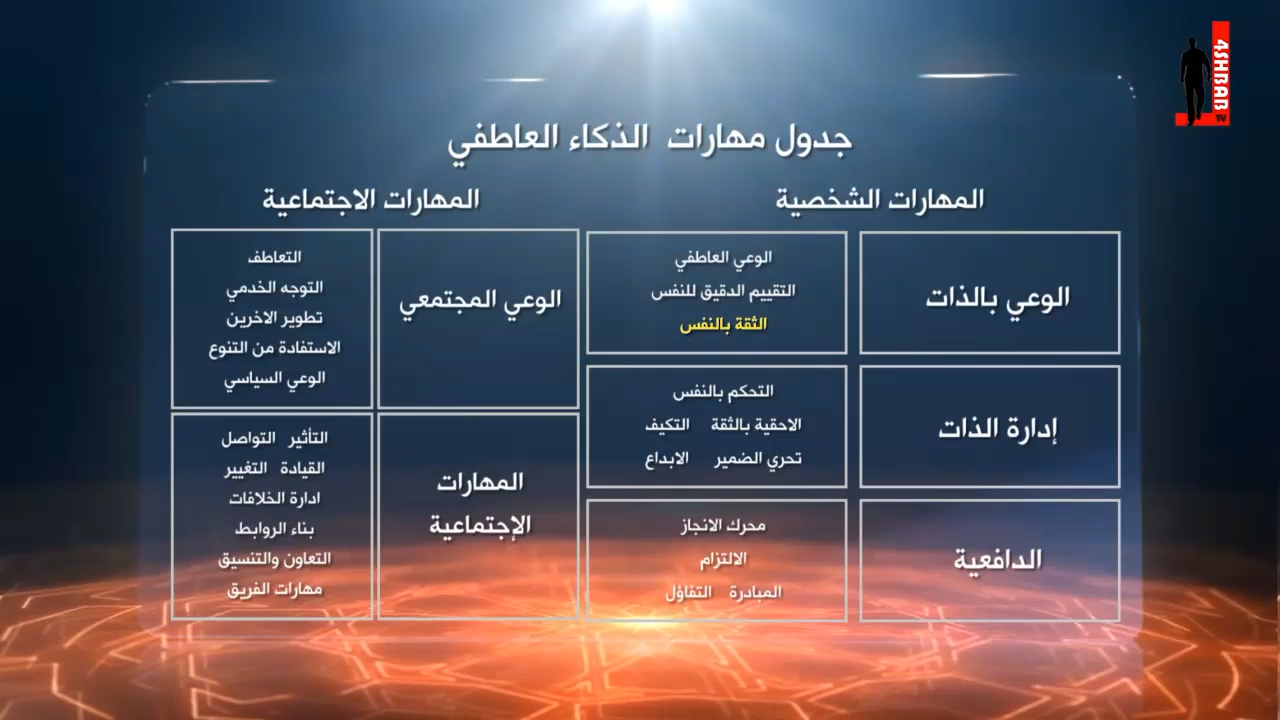 4SHBAB
TV
جدول مهارات الذكاء العاطفي
المهارات الشخصية
المهارات الاجتماعية
الوعي بالذات
الوعي العاطفي
التقييم الدقيق للنفس
الثقة بالنفس
إدارة الذات
التحكم بالنفس
الاحقية بالثقة التكيف
تحري الضمير الابداع
الدافعية
محرك الانجاز
الالتزام
المبادرة التفاؤل
الوعي المجتمعي
التعاطف
التوجه الخدمي
تطوير الاخرين
الاستفادة من التنوع
الوعي السياسي
المهارات
الإجتماعية
التأثير التواصل
القيادة التغيير
ادارة الخلافات
بناء الروابط
التعاون والتنسيق
مهارات الفريق